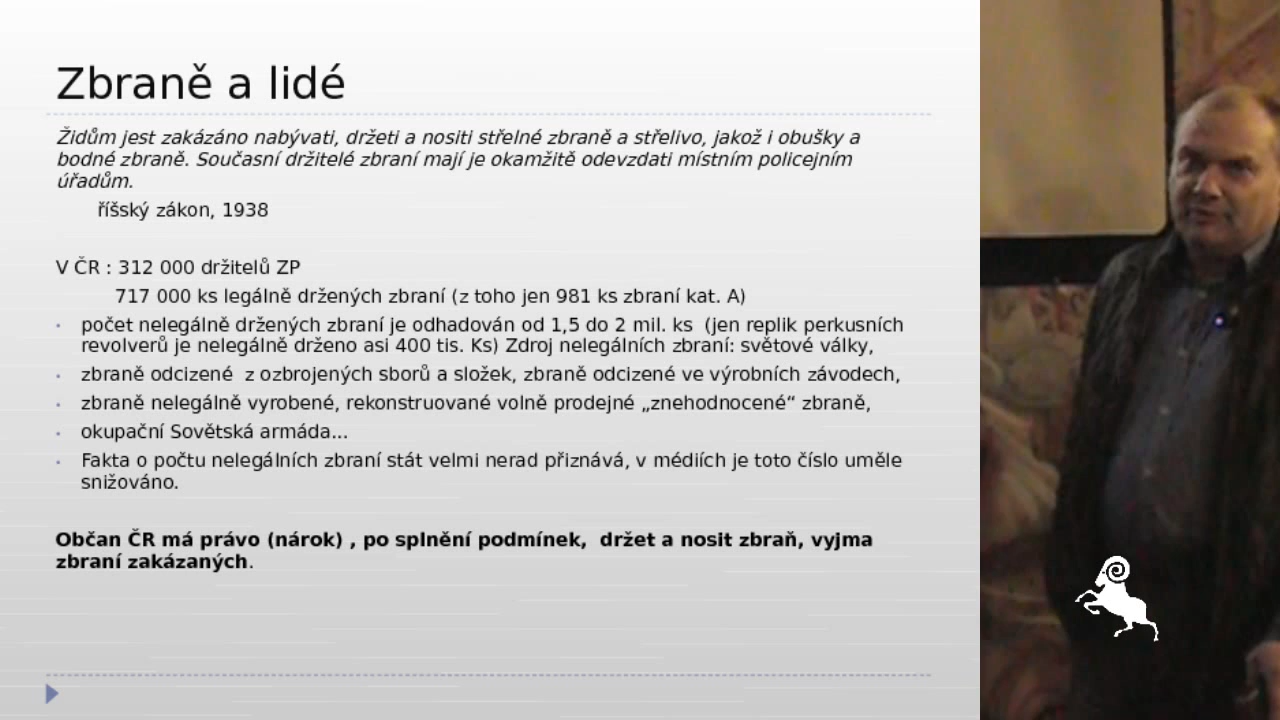 Zbraně a lidé
Židům jest zakázáno nabývati, držeti a nositi střelné zbraně a střelivo, jakož i obušky a
bodné zbraně. Současní držitelé zbraní mají je okamžitě odevzdati místním policejním
úřadům.
říšský zákon, 1938
V ČR : 312 000 držitelů ZP
717 000 ks legálně držených zbraní (z toho jen 981 ks zbraní kat. A)
• počet nelegálně držených zbraní je odhadován od 1,5 do 2 mil. ks  (jen replik perkusních
revolverů je nelegálně drženo asi 400 tis. Ks) Zdroj nelegálních zbraní: světové války,
• zbraně odcizené  z ozbrojených sborů a složek, zbraně odcizené ve výrobních závodech,
• zbraně nelegálně vyrobené, rekonstruované volně prodejné „znehodnocené“ zbraně,
• okupační Sovětská armáda...
• Fakta o počtu nelegálních zbraní stát velmi nerad přiznává, v médiích je toto číslo uměle
snižováno.
Občan ČR má právo (nárok) , po splnění podmínek,  držet a nosit zbraň, vyjma
zbraní zakázaných.